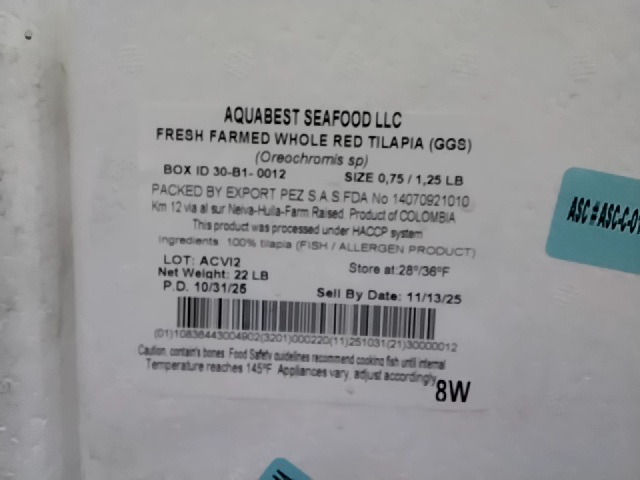 AQUABEST SEAFOOD LLC
FRESH FARMED WHOLE RED TILAPIA (GGS)
(Oreochromis sp)
BOX ID 30-B1-0012 SIZE 0,75 / 1,25 LB
PACKED BY EXPORT PEZ S.A.S FDA No 14070921010
Km 12 via al sur Neiva-Huila-Farm Raised. Product of COLOMBIA
This product was processed under HACCP system
Ingredients: 100% tilapia (FISH / ALLERGEN PRODUCT)
LOT: ACVI2
Net Weight: 22 LB Store at:28°/36°F
P.D. 10/31/25 Sell By Date: 11/13/25
(01)10836443004902(3201)000220(11)251031(21)30000012
Caution, contain's bones. Food Safety guidelines recommend cooking fish until internal
Temperature reaches 145°F. Appliances vary, adjust accordingly.
8W
ASC # ASC-C-01